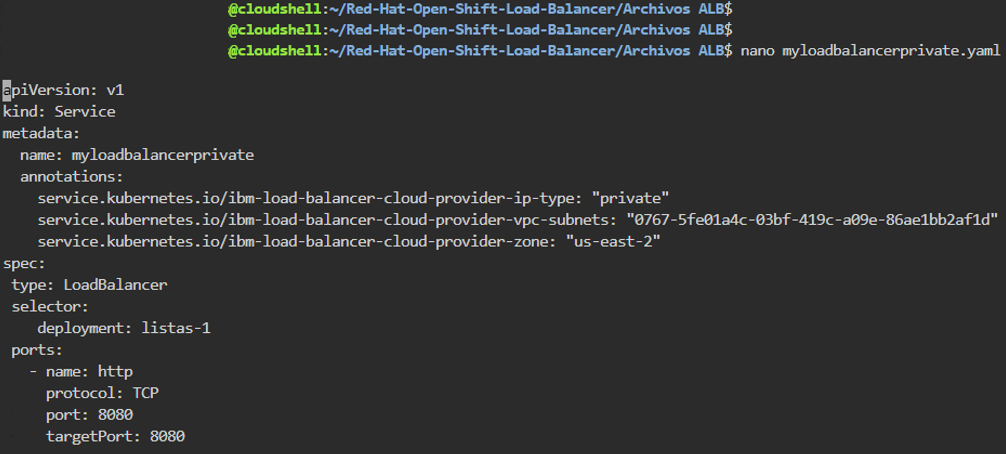 @cloudshell:~/Red-Hat-Open-Shift-Load-Balancer/Archivos ALB$
@cloudshell:~/Red-Hat-Open-Shift-Load-Balancer/Archivos ALB$
@cloudshell:~/Red-Hat-Open-Shift-Load-Balancer/Archivos ALB$ nano myloadbalancerprivate.yaml
apiVersion: v1
kind: Service
metadata:
  name: myloadbalancerprivate
  annotations:
    service.kubernetes.io/ibm-load-balancer-cloud-provider-ip-type: "private"
    service.kubernetes.io/ibm-load-balancer-cloud-provider-vpc-subnets: "0767-5fe01a4c-03bf-419c-a09e-86ae1bb2af1d"
    service.kubernetes.io/ibm-load-balancer-cloud-provider-zone: "us-east-2"
spec:
 type: LoadBalancer
 selector:
    deployment: listas-1
 ports:
   - name: http
     protocol: TCP
     port: 8080
     targetPort: 8080